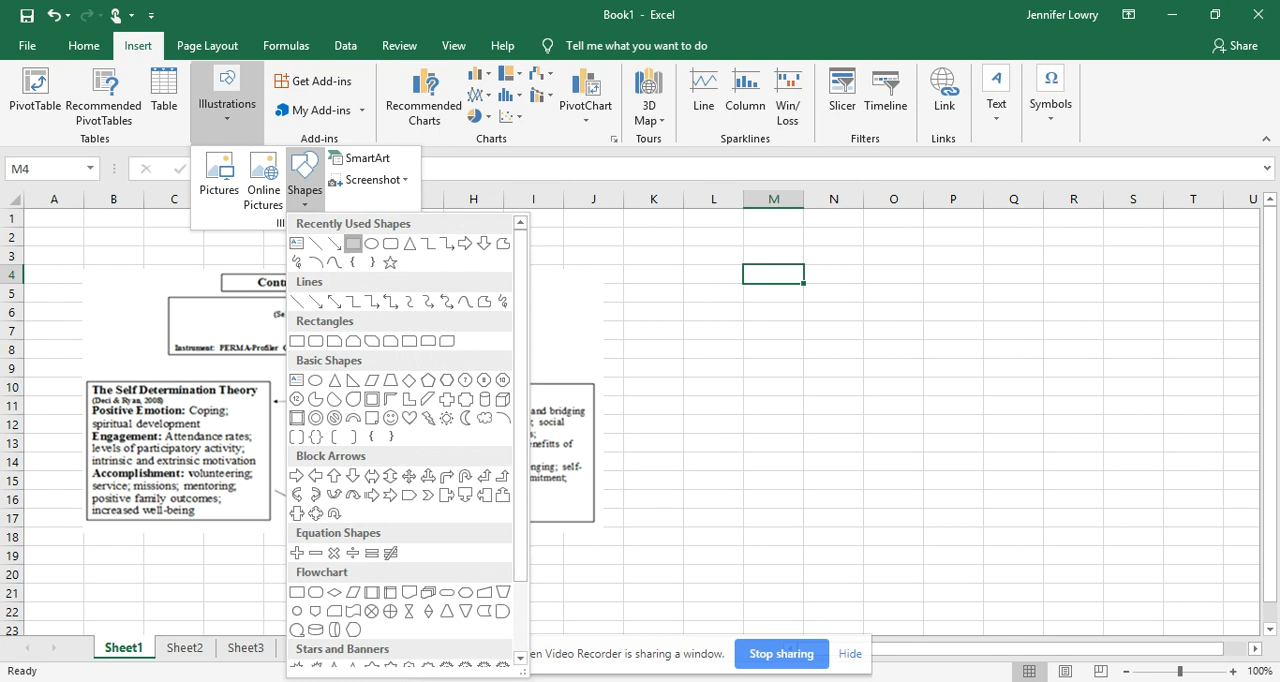 Book1 - Excel
Jennifer Lowry
File Home Insert Page Layout Formulas Data Review View Help Tell me what you want to do Share
PivotTable
Recommended
PivotTables
Table
Tables
Illustrations
Get Add-ins
My Add-ins
Add-ins
Recommended
Charts
PivotChart
Charts
3D
Map
Tours
Line
Column
Win/
Loss
Sparklines
Slicer
Timeline
Filters
Link
Links
Text
Ω
Symbols
M4
Pictures
Online
Pictures
Shapes
SmartArt
Screenshot
A B C H I J K L M N O P Q R S T U
1
2
3
4
5
6
7
8
9
10
11
12
13
14
15
16
17
18
19
20
21
22
23
Recently Used Shapes
Lines
Rectangles
Basic Shapes
Block Arrows
Equation Shapes
Flowchart
Stars and Banners
Cont
(Se
Instrument: PERMA-Profiler
The Self Determination Theory
(Deci & Ryan, 2008)
Positive Emotion: Coping;
spiritual development
Engagement: Attendance rates;
levels of participatory activity;
intrinsic and extrinsic motivation
Accomplishment: volunteering;
service; missions; mentoring;
positive family outcomes;
increased well-being
and bridging
social
nefitts of
nging; self-
mitment;
Sheet1 Sheet2 Sheet3
en Video Recorder is sharing a window. Stop sharing Hide
Ready
100%